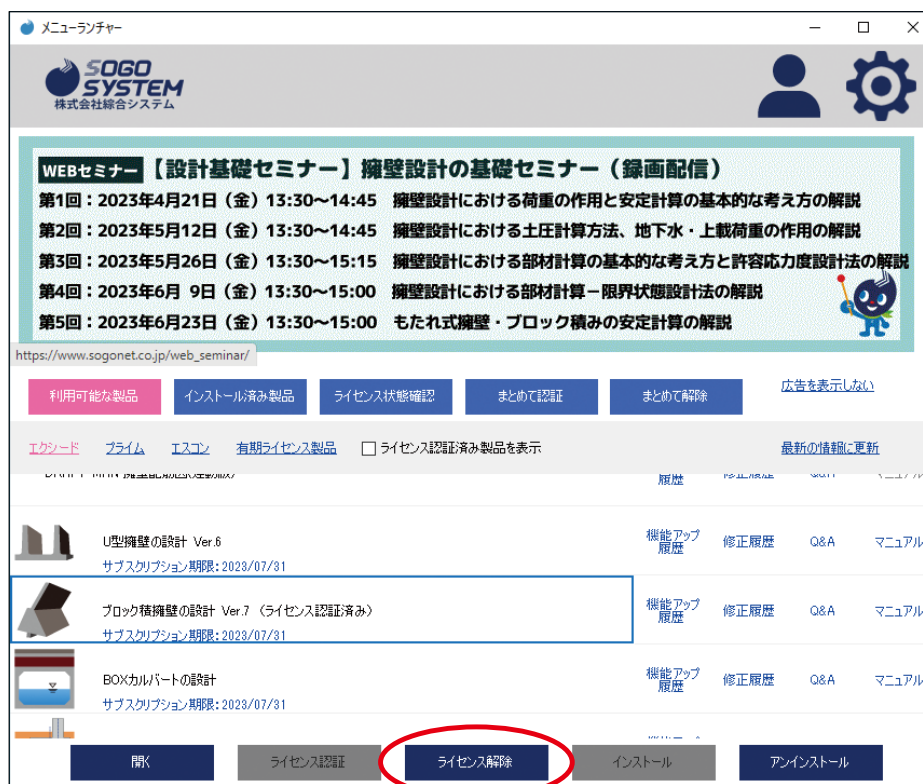 メニューランチャー
SOGO
SYSTEM
株式会社綜合システム
WEBセミナー 【設計基礎セミナー】擁壁設計の基礎セミナー（録画配信）
第1回：2023年4月21日（金）13:30～14:45 擁壁設計における荷重の作用と安定計算の基本的な考え方の解説
第2回：2023年5月12日（金）13:30～14:45 擁壁設計における土圧計算方法、地下水・上載荷重の作用の解説
第3回：2023年5月26日（金）13:30～15:15 擁壁設計における部材計算の基本的な考え方と許容応力度設計法の解説
第4回：2023年6月 9日（金）13:30～15:00 擁壁設計における部材計算－限界状態設計法の解説
第5回：2023年6月23日（金）13:30～15:00 もたれ式擁壁・ブロック積みの安定計算の解説
https://www.sogonet.co.jp/web_seminar/
利用可能な製品 インストール済み製品 ライセンス状態確認 まとめて認証 まとめて解除 広告を表示しない
エクシード プライム エスコン 有期ライセンス製品 ライセンス認証済み製品を表示 最新の情報に更新
履歴
U型擁壁の設計 Ver.6 機能アップ履歴 修正履歴 Q&A マニュアル
サブスクリプション期限：2023/07/31
ブロック積擁壁の設計 Ver.7 （ライセンス認証済み） 機能アップ履歴 修正履歴 Q&A マニュアル
サブスクリプション期限：2023/07/31
BOXカルバートの設計 機能アップ履歴 修正履歴 Q&A マニュアル
サブスクリプション期限：2023/07/31
開く ライセンス認証 ライセンス解除 インストール アンインストール